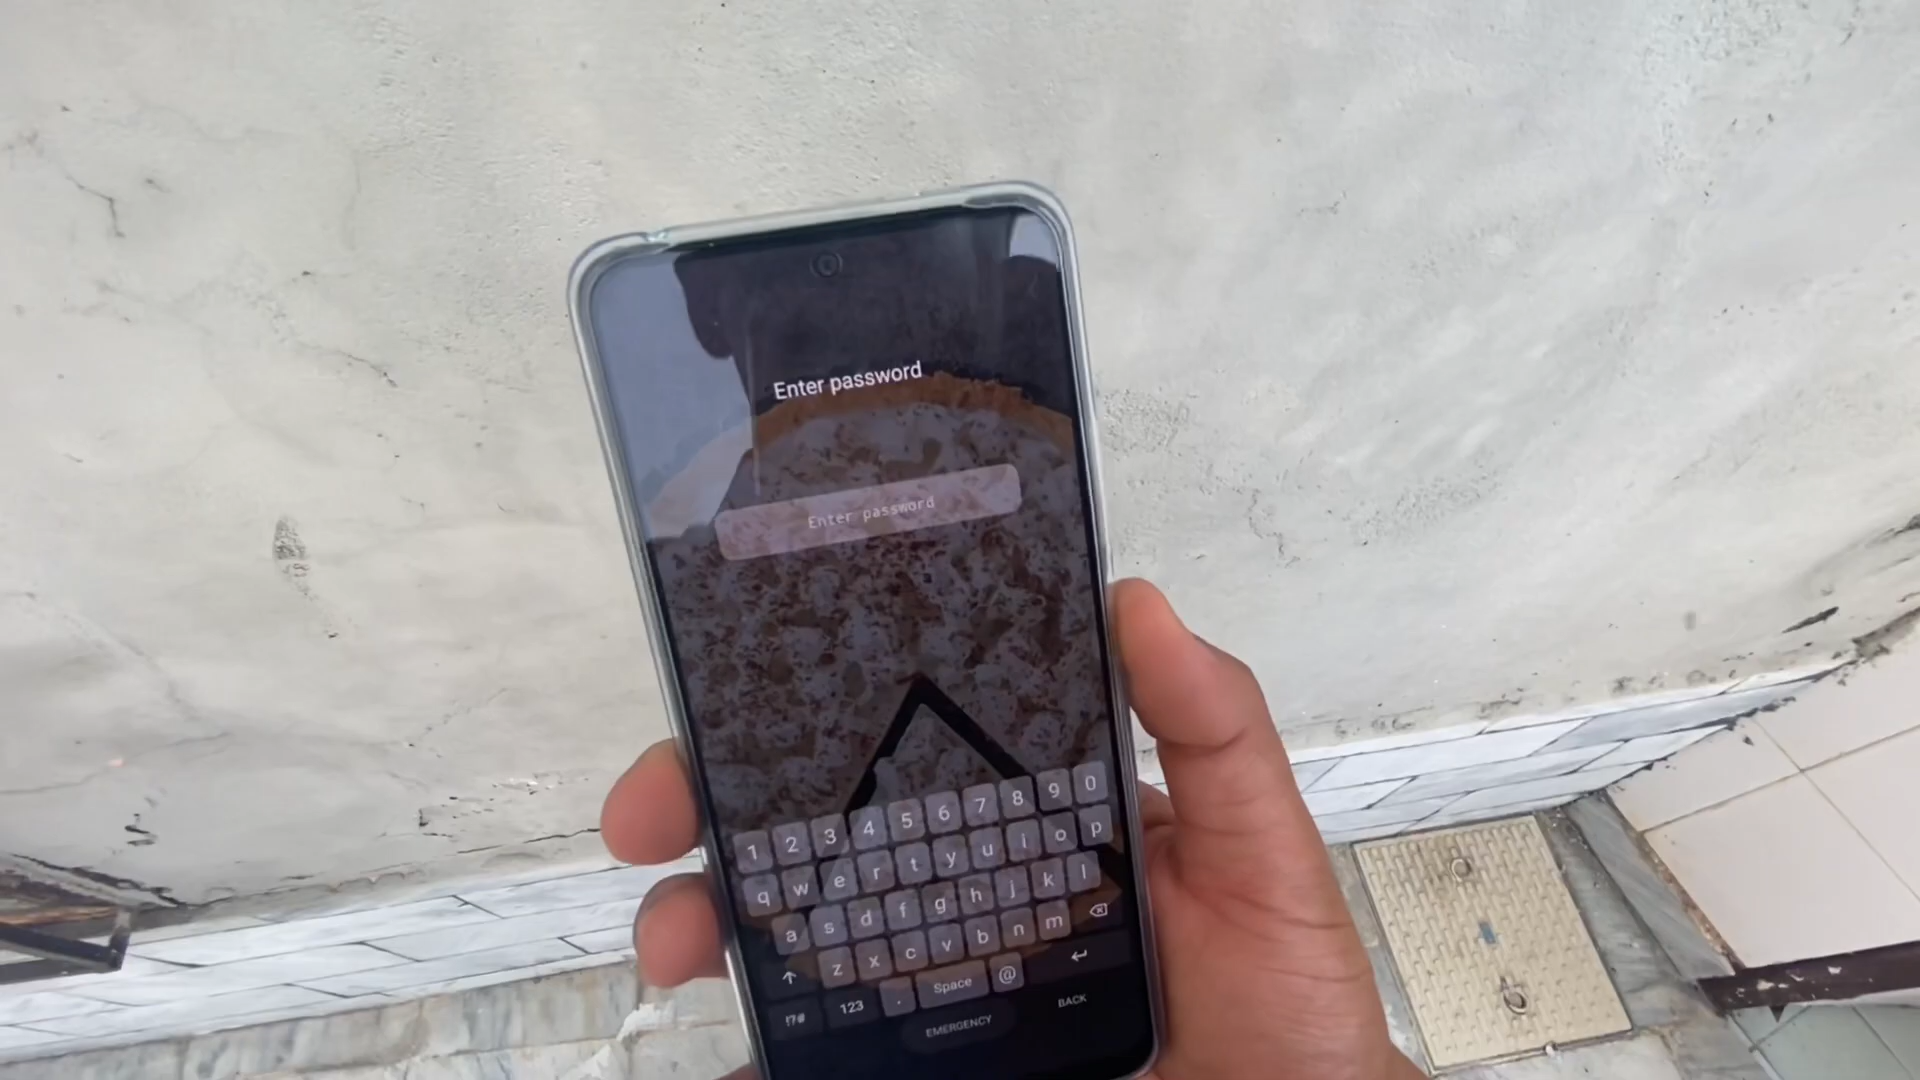 Enter password
Enter password
1 2 3 4 5 6 7 8 9 0
q w e r t y u i o p
a s d f g h j k l
z x c v b n m
!?# 123 . Space @
EMERGENCY BACK